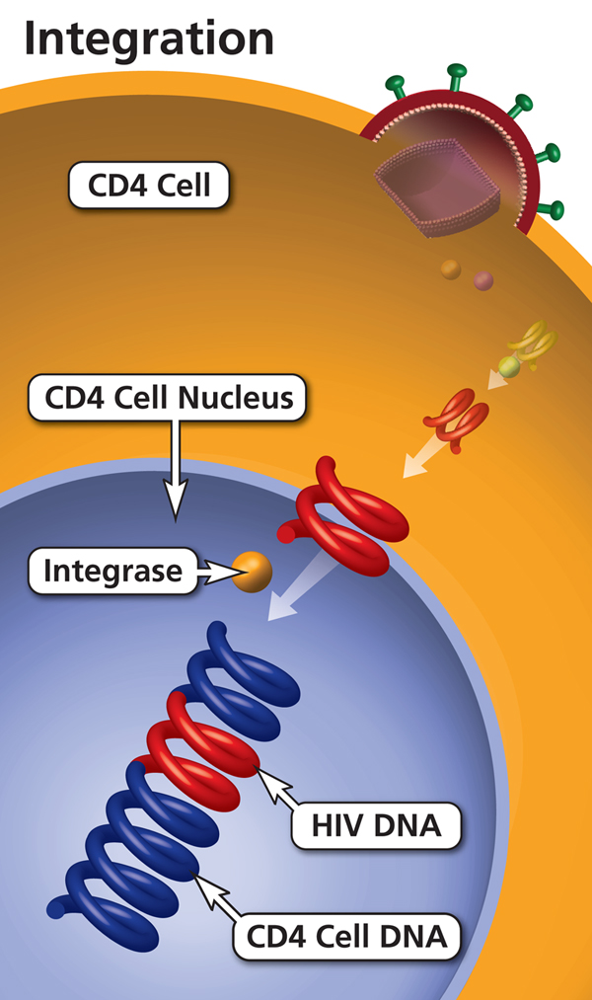 Integration
CD4 Cell
CD4 Cell Nucleus
Integrase
HIV DNA
CD4 Cell DNA